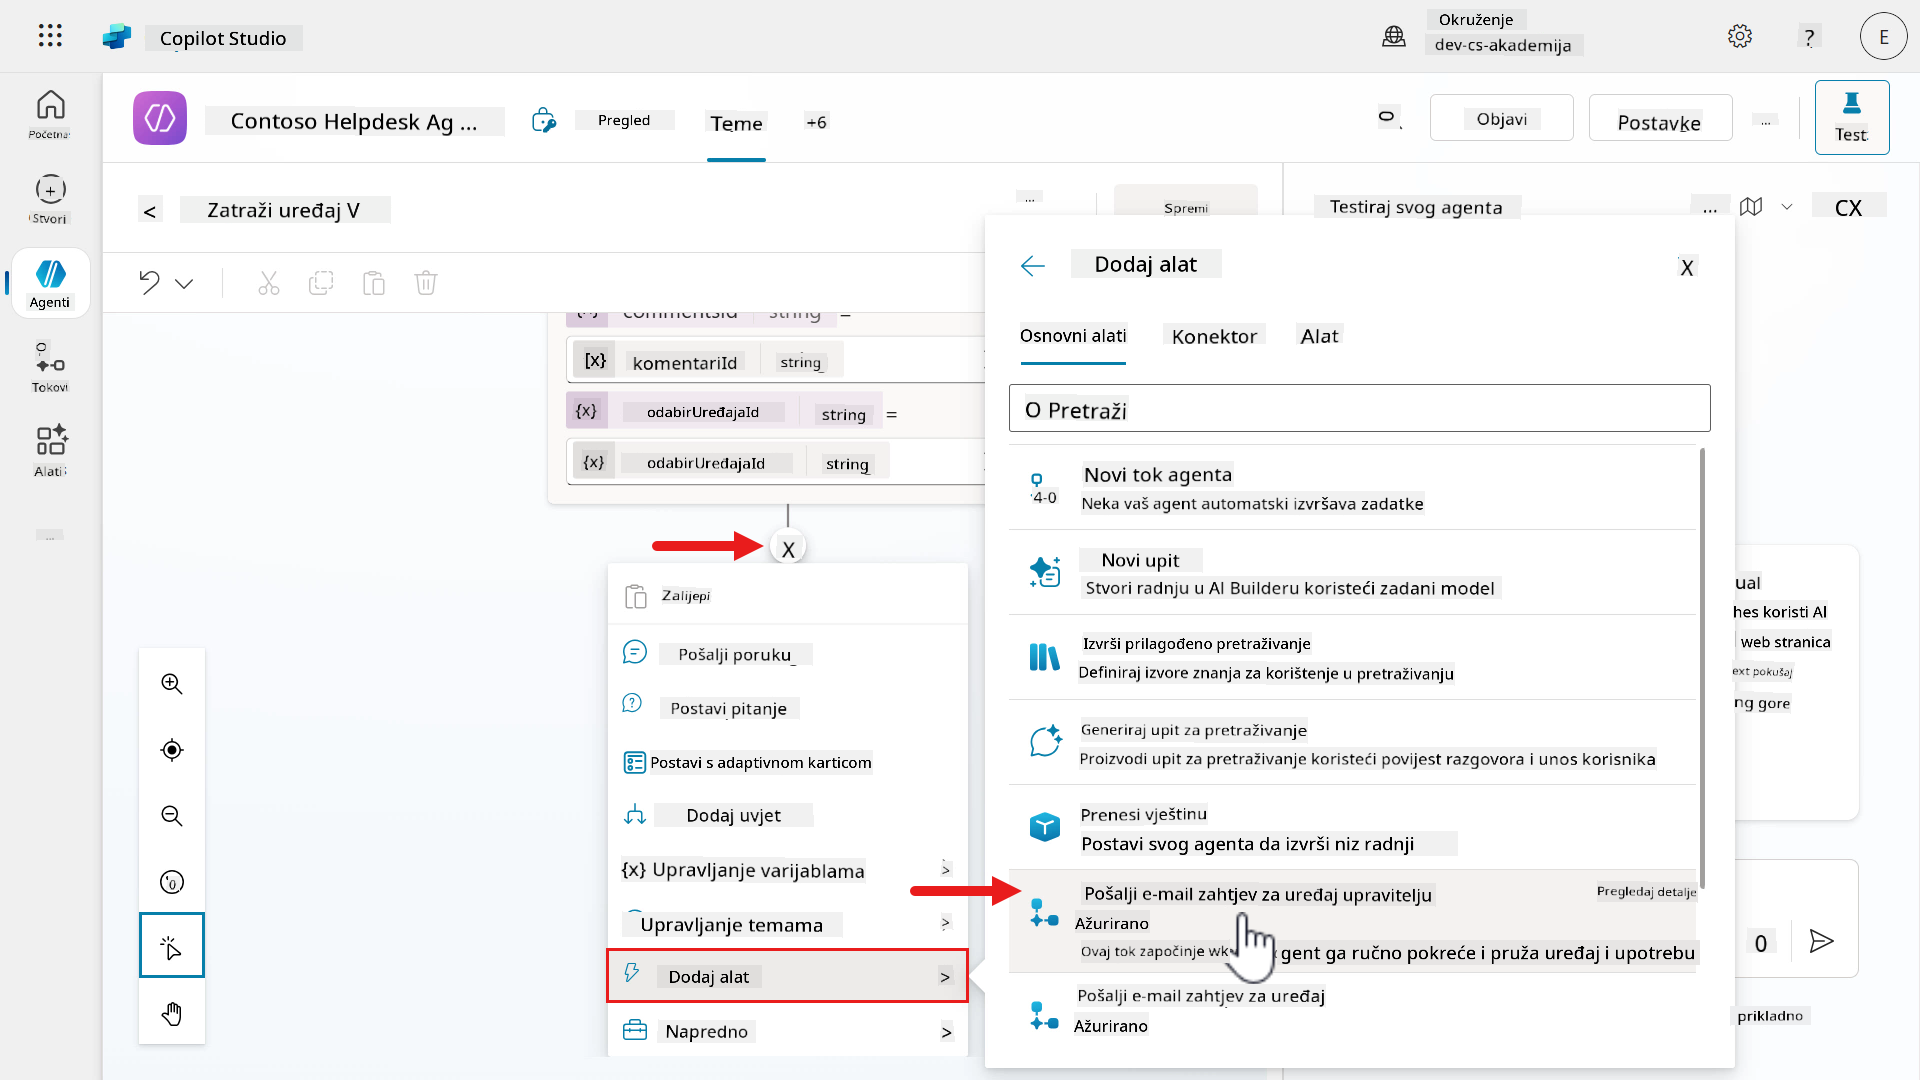 Copilot Studio
Okruženje
dev-cs-akademija
?
E
Početna
Contoso Helpdesk Ag ...
Pregled
Teme
+6
Objavi
Postavke
...
Test
Stvori
< Zatraži uređaj V
...
Spremi
Testiraj svog agenta
...
CX
Agenti
Tokovi
Alati
...
commentsId string =
[x] komentariId string
{x} odabirUređajaId string =
{x} odabirUređajaId string
X
Zalijepi
Pošalji poruku
Postavi pitanje
Postavi s adaptivnom karticom
Dodaj uvjet
{x} Upravljanje varijablama >
Upravljanje temama >
Dodaj alat >
Napredno >
Dodaj alat
X
Osnovni alati
Konektor
Alat
O Pretraži
Novi tok agenta
Neka vaš agent automatski izvršava zadatke
Novi upit
Stvori radnju u AI Builderu koristeći zadani model
Izvrši prilagođeno pretraživanje
Definiraj izvore znanja za korištenje u pretraživanju
Generiraj upit za pretraživanje
Proizvodi upit za pretraživanje koristeći povijest razgovora i unos korisnika
Prenesi vještinu
Postavi svog agenta da izvrši niz radnji
Pošalji e-mail zahtjev za uređaj upravitelju
Pregledaj detalje
Ažurirano
Ovaj tok započinje gent ga ručno pokreće i pruža uređaj i upotrebu
Pošalji e-mail zahtjev za uređaj
Ažurirano
ual
hes koristi AI
web stranica
ext pokušaj
ng gore
0
prikladno